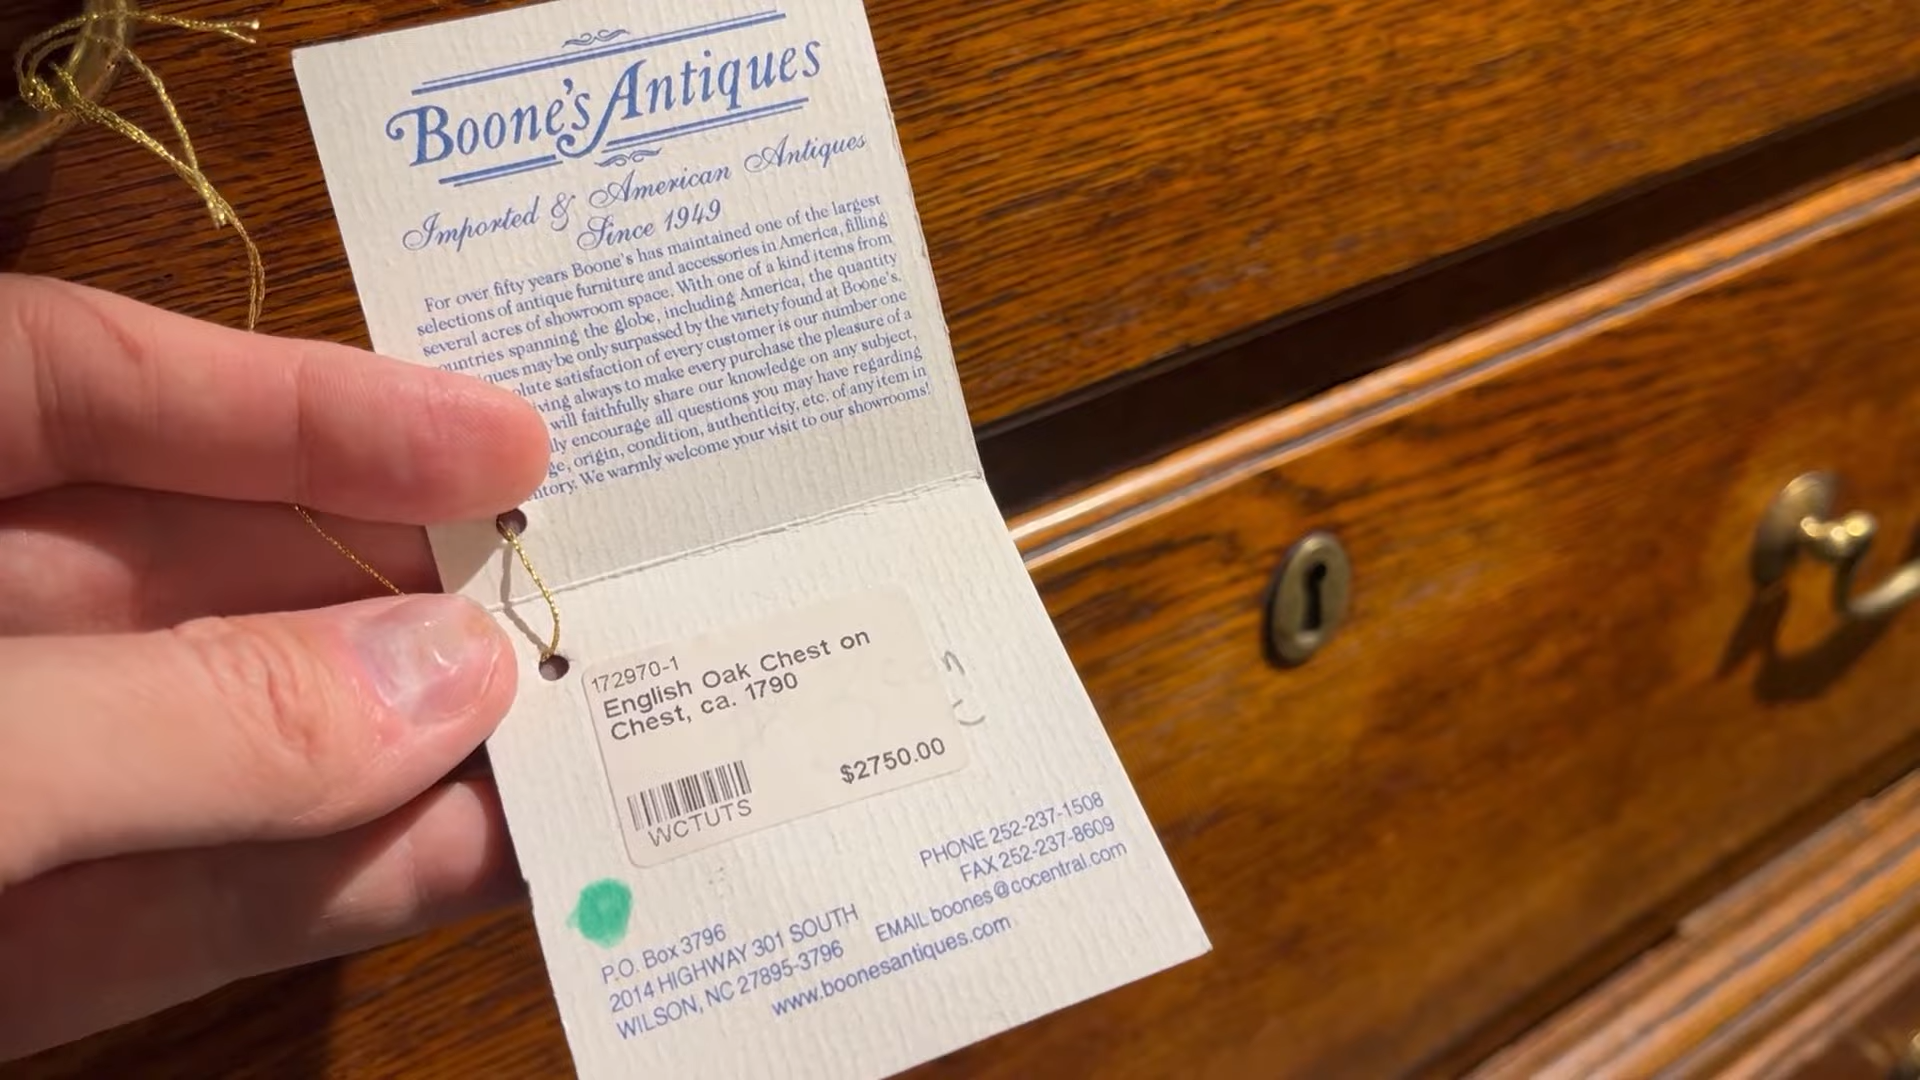 Boone's Antiques
Imported & American Antiques
Since 1949
For over fifty years Boone's has maintained one of the largest
selections of antique furniture and accessories in America, filling
several acres of showroom space. With one of a kind items from
ountries spanning the globe, including America, the quantity
ques may be only surpassed by the variety found at Boone's.
olute satisfaction of every customer is our number one
ving always to make every purchase the pleasure of a
will faithfully share our knowledge on any subject,
ly encourage all questions you may have regarding
ge, origin, condition, authenticity, etc. of any item in
ntory. We warmly welcome your visit to our showrooms!
172970-1
English Oak Chest on
Chest, ca. 1790
$2750.00
WCTUTS
PHONE 252-237-1508
FAX 252-237-8609
EMAIL boones@cocentral.com
www.boonesantiques.com
P.O. Box 3796
2014 HIGHWAY 301 SOUTH
WILSON, NC 27895-3796